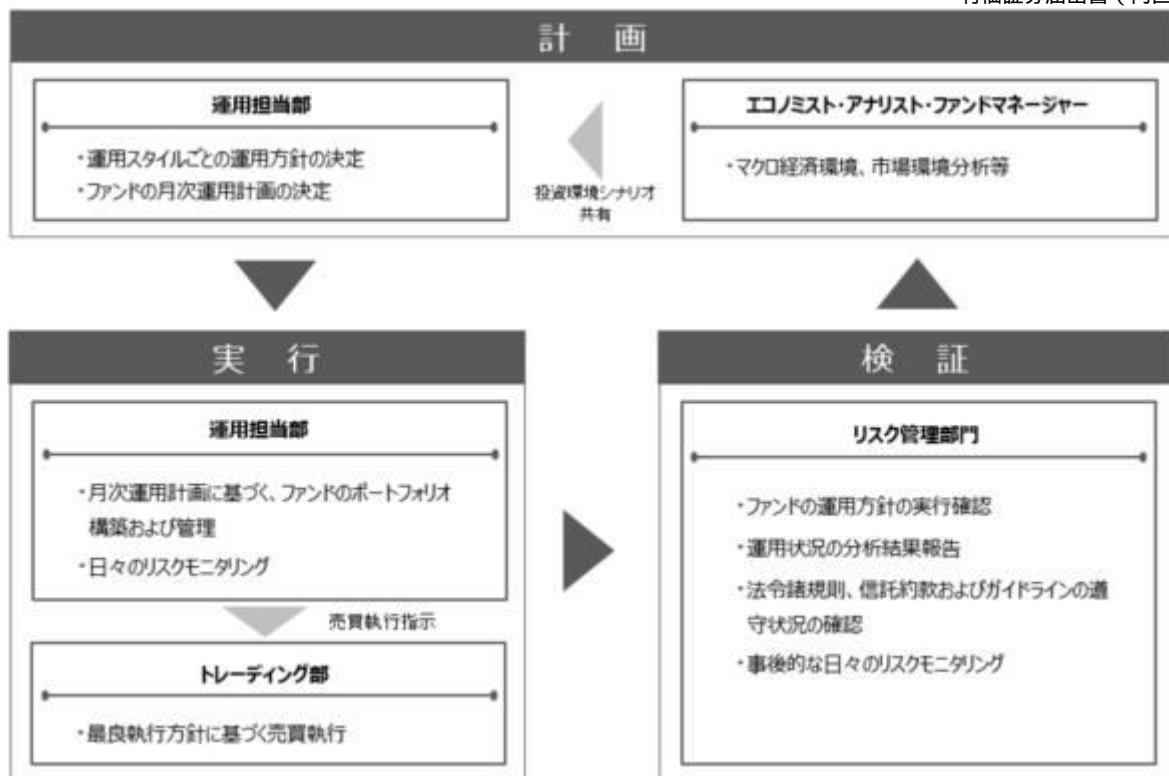 計 画
運用担当部
・運用スタイルごとの運用方針の決定
・ファンドの月次運用計画の決定
投資環境シナリオ
共有
エコノミスト・アナリスト・ファンドマネージャー
・マクロ経済環境、市場環境分析等
実 行
運用担当部
・月次運用計画に基づく、ファンドのポートフォリオ
構築および管理
・日々のリスクモニタリング
売買執行指示
トレーディング部
・最良執行方針に基づく売買執行
検 証
リスク管理部門
・ファンドの運用方針の実行確認
・運用状況の分析結果報告
・法令諸規則、信託約款およびガイドラインの遵
守状況の確認
・事後的な日々のリスクモニタリング